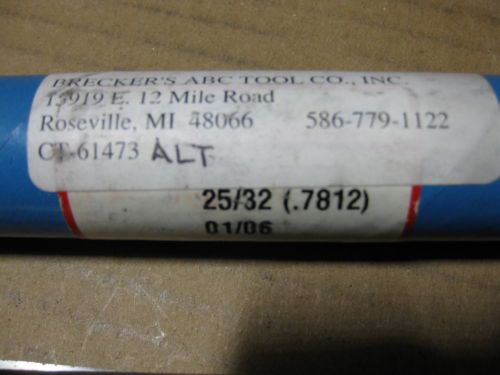 BRECKER'S ABC TOOL CO., INC.
15919 E. 12 Mile Road
Roseville, MI 48066 586-779-1122
CT-61473 ALT
25/32 (.7812)
01/06